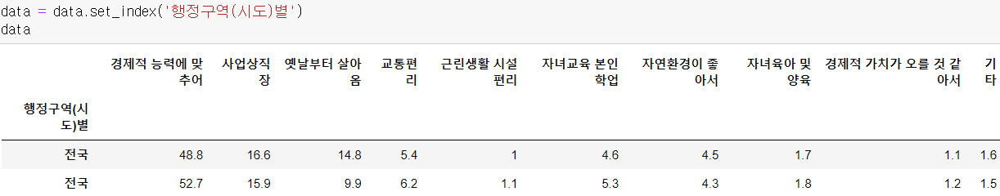 data = data.set_index('행정구역(시도)별')
data
경제적 능력에 맞추어 사업상직장 옛날부터 살아옴 교통편리 근린생활 시설 편리 자녀교육 본인학업 자연환경이 좋아서 자녀육아 및 양육 경제적 가치가 오를 것 같아서 기타
행정구역(시도)별
전국 48.8 16.6 14.8 5.4 1 4.6 4.5 1.7 1.1 1.6
전국 52.7 15.9 9.9 6.2 1.1 5.3 4.3 1.8 1.2 1.5